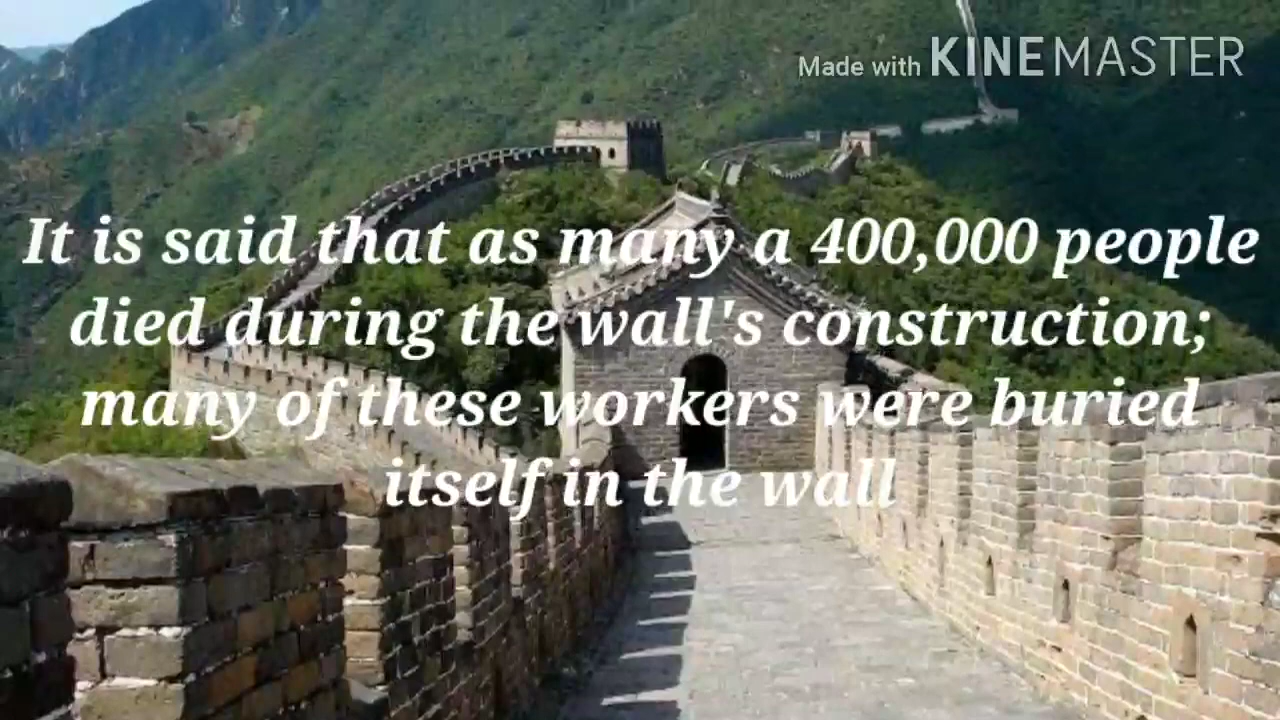 Made with KINEMASTER
It is said that as many a 400,000 people
died during the wall's construction;
many of these workers were buried
itself in the wall